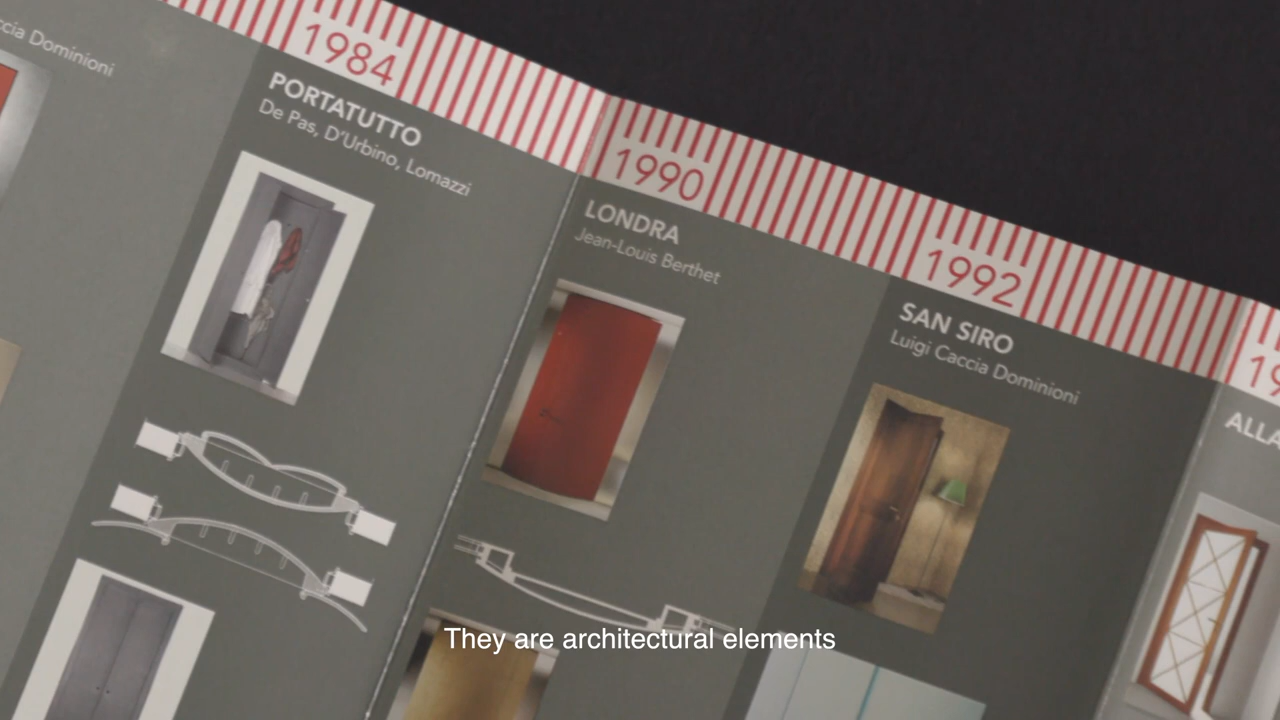 ccia Dominioni
1984
PORTATUTTO
De Pas, D'Urbino, Lomazzi
1990
LONDRA
Jean-Louis Berthet
1992
SAN SIRO
Luigi Caccia Dominioni
19
ALLA
They are architectural elements